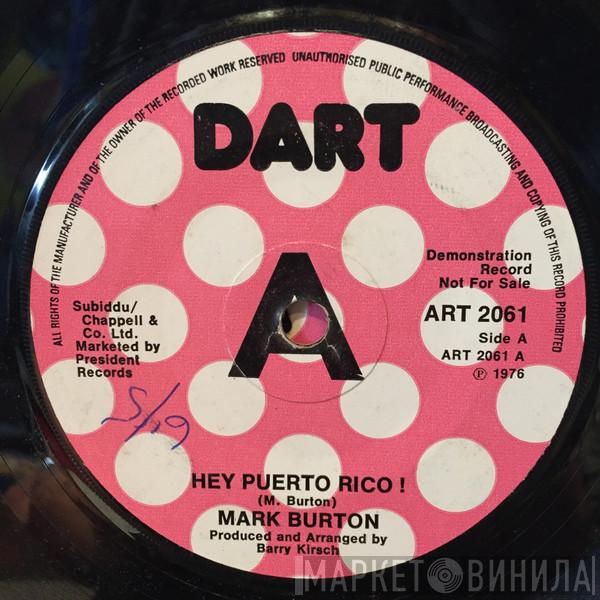 ALL RIGHTS OF THE MANUFACTURER AND OF THE OWNER OF THE RECORDED WORK RESERVED UNAUTHORISED PUBLIC PERFORMANCE BROADCASTING AND COPYING OF THIS RECORD PROHIBITED
DART
Demonstration
Record
Not For Sale
ART 2061
Side A
ART 2061 A
℗ 1976
Subiddu/
Chappell &
Co. Ltd.
Marketed by
President
Records
A
HEY PUERTO RICO !
(M. Burton)
MARK BURTON
Produced and Arranged by
Barry Kirsch
МАРКЕТ ВИНИЛА